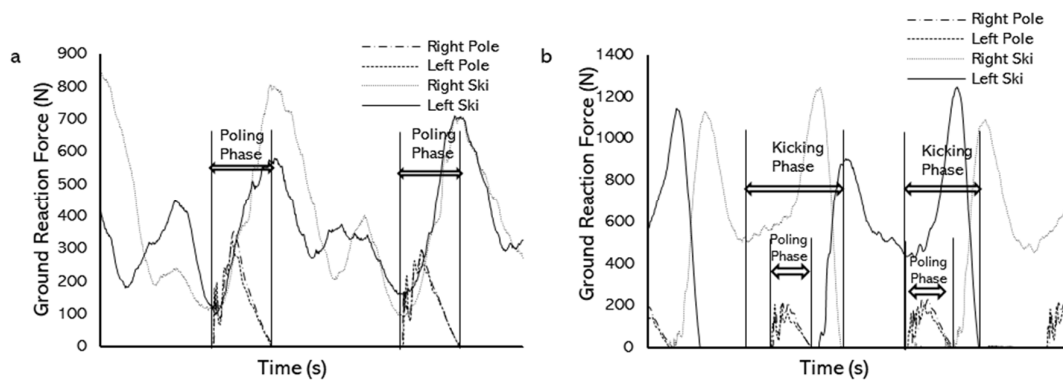 a
Ground Reaction Force (N)
900
800
700
600
500
400
300
200
100
0
Right Pole
Left Pole
Right Ski
Left Ski
Poling
Phase
Poling
Phase
Time (s)
b
Ground Reaction Force (N)
1400
1200
1000
800
600
400
200
0
Right Pole
Left Pole
Right Ski
Left Ski
Kicking
Phase
Kicking
Phase
Poling
Phase
Poling
Phase
Time (s)